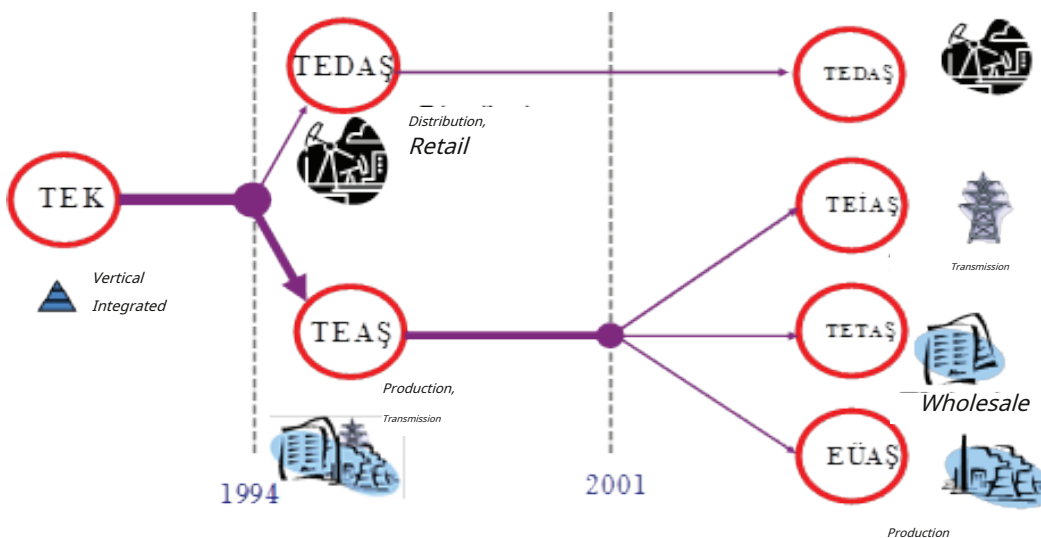 TEDAŞ
TEDAŞ
Distribution,
Retail
TEK
TEİAŞ
Vertical
Integrated
Transmission
TEAŞ
TETAŞ
Production,
Transmission
Wholesale
EÜAŞ
1994
2001
Production